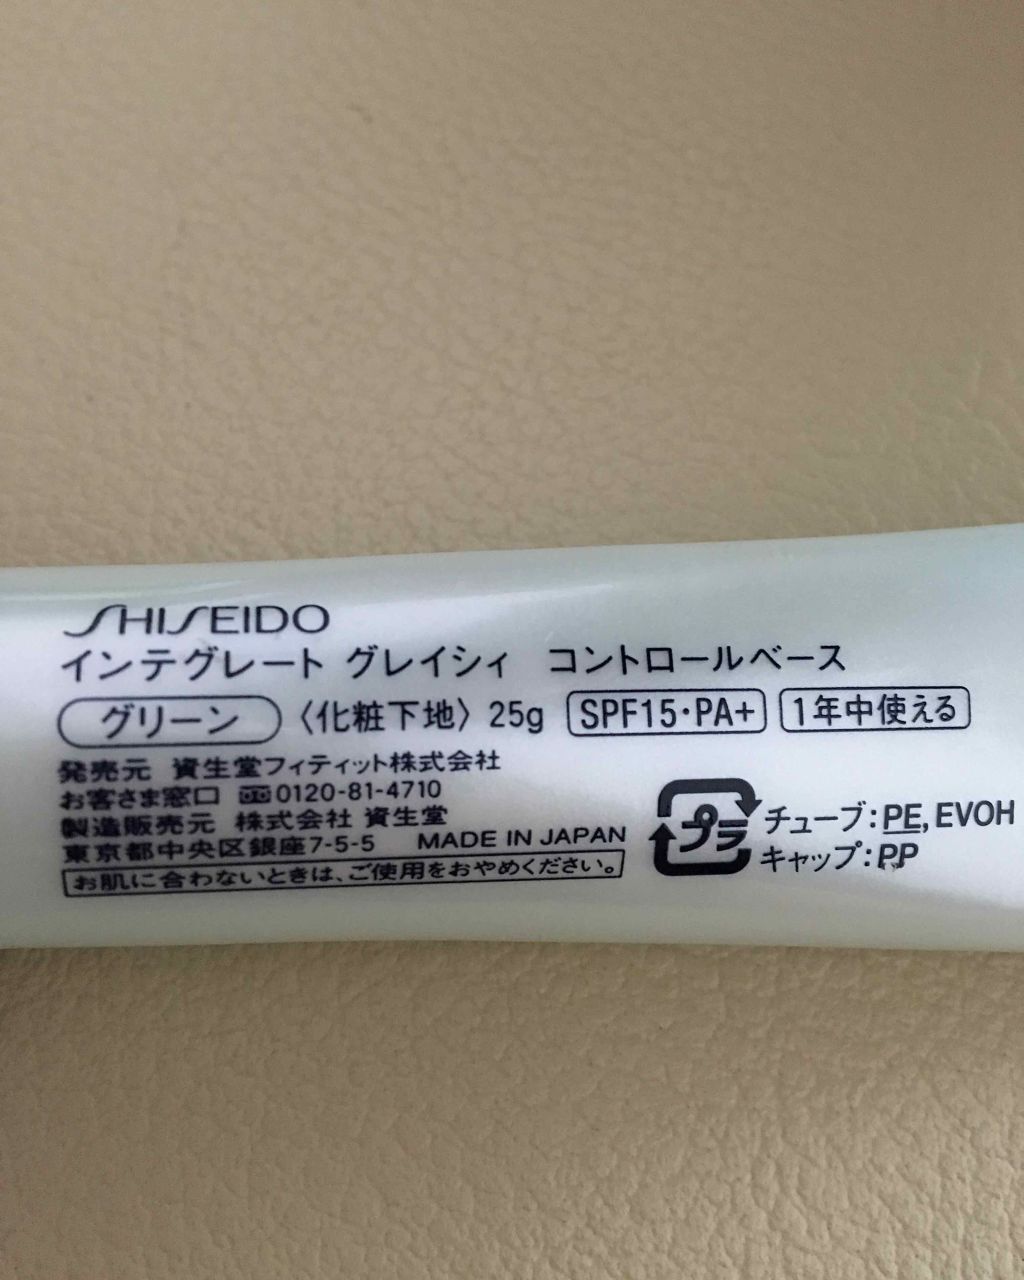 SHISEIDO
インテグレート グレイシィ コントロールベース
グリーン 〈化粧下地〉 25g SPF15・PA+ 1年中使える
発売元 資生堂フィティット株式会社
お客さま窓口 0120-81-4710
製造販売元 株式会社 資生堂
東京都中央区銀座7-5-5 MADE IN JAPAN
お肌に合わないときは、ご使用をおやめください。
プラ
チューブ:PE, EVOH
キャップ:PP